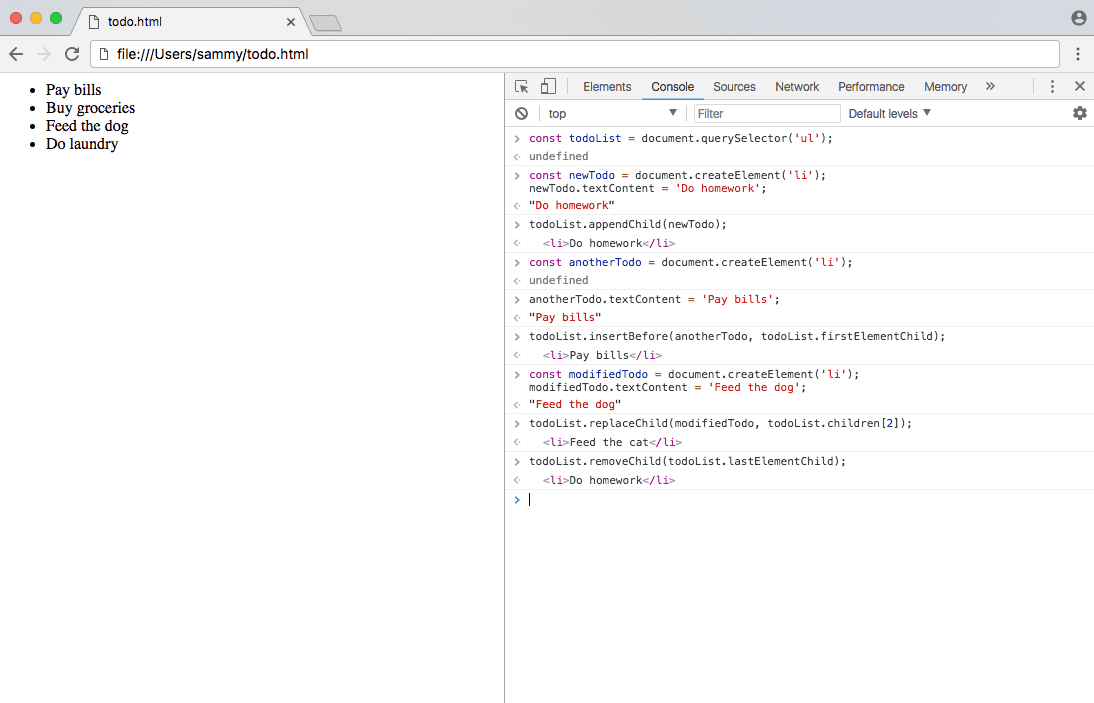 todo.html
file:///Users/sammy/todo.html
Pay bills
Buy groceries
Feed the dog
Do laundry
Elements Console Sources Network Performance Memory »
top Filter Default levels
> const todoList = document.querySelector('ul');
undefined
> const newTodo = document.createElement('li');
newTodo.textContent = 'Do homework';
"Do homework"
> todoList.appendChild(newTodo);
<li>Do homework</li>
> const anotherTodo = document.createElement('li');
undefined
> anotherTodo.textContent = 'Pay bills';
"Pay bills"
> todoList.insertBefore(anotherTodo, todoList.firstElementChild);
<li>Pay bills</li>
> const modifiedTodo = document.createElement('li');
modifiedTodo.textContent = 'Feed the dog';
"Feed the dog"
> todoList.replaceChild(modifiedTodo, todoList.children[2]);
<li>Feed the cat</li>
> todoList.removeChild(todoList.lastElementChild);
<li>Do homework</li>
>